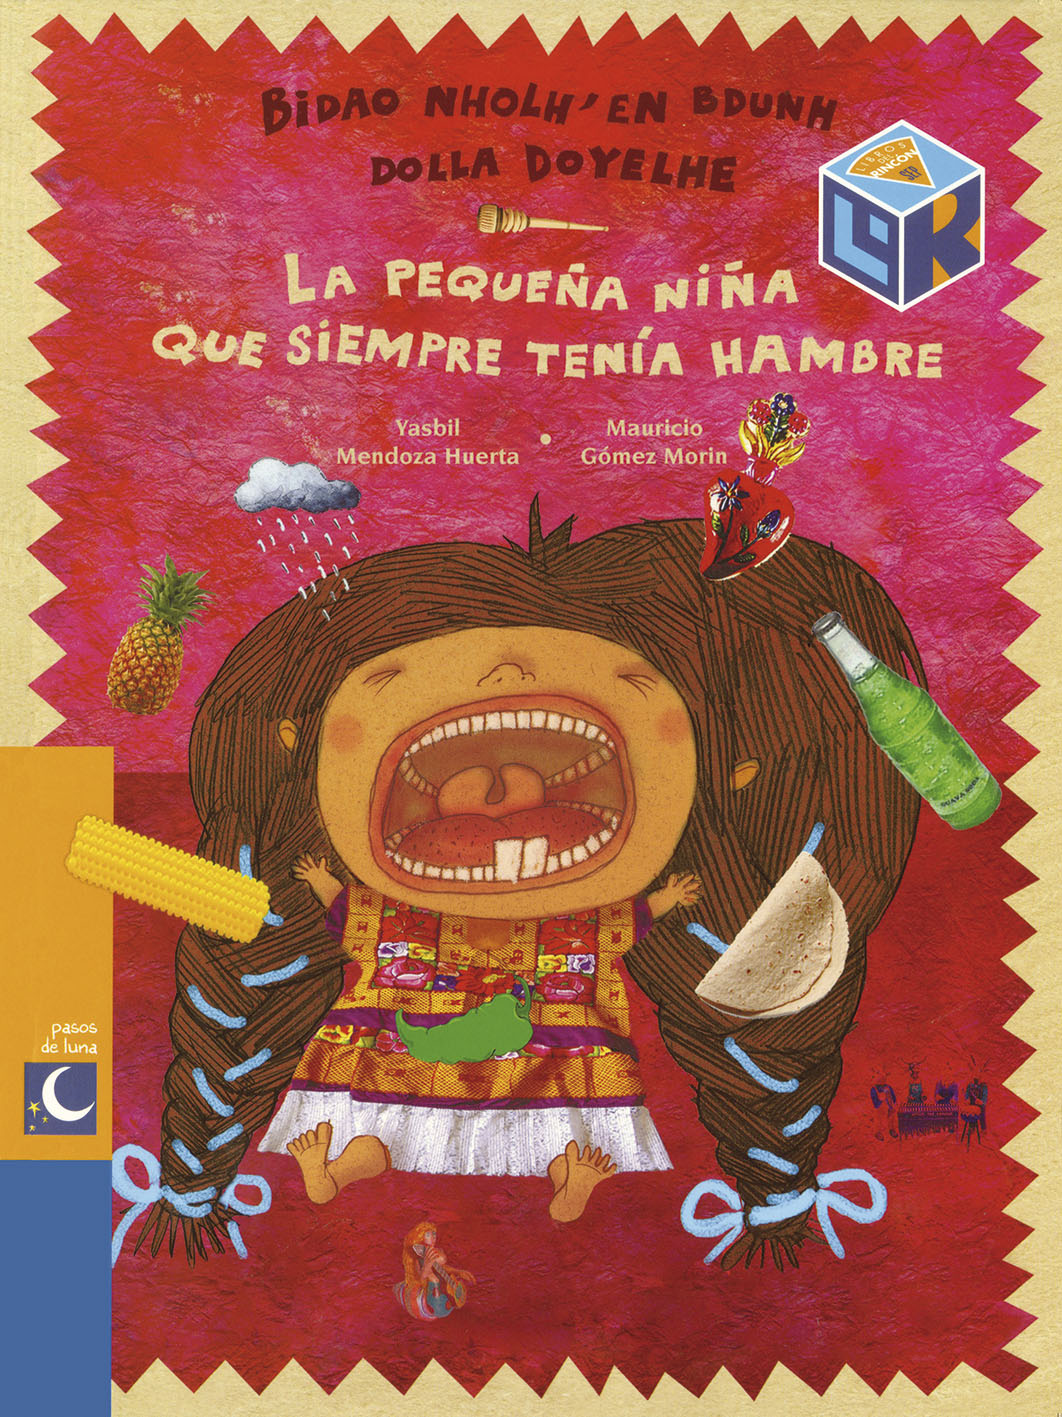 BiDAO NHOLH'EN BDUNH
DOLLA DOYELHE
LIBROS
DEL
RINCÓN
SEP
LA PEQUEÑA NIÑA
QUE SIEMPRE TENÍA HAMBRE
Yasbil
Mendoza Huerta
•
Mauricio
Gómez Morin
pasos
de luna